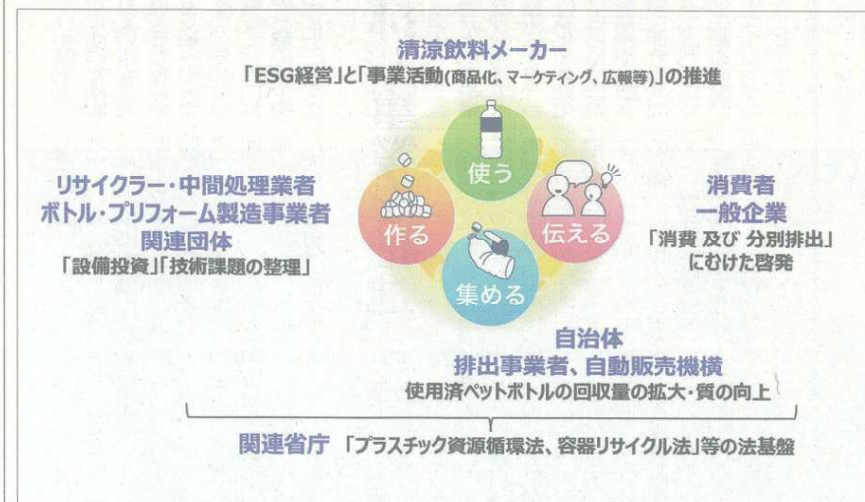 清涼飲料メーカー
「ESG経営」と「事業活動(商品化、マーケティング、広報等)」の推進
使う
リサイクラー・中間処理業者
ボトル・プリフォーム製造事業者
関連団体
「設備投資」「技術課題の整理」
作る
伝える
消費者
一般企業
「消費 及び 分別排出」
にむけた啓発
集める
自治体
排出事業者、自動販売機横
使用済ペットボトルの回収量の拡大・質の向上
関連省庁 「プラスチック資源循環法、容器リサイクル法」等の法基盤